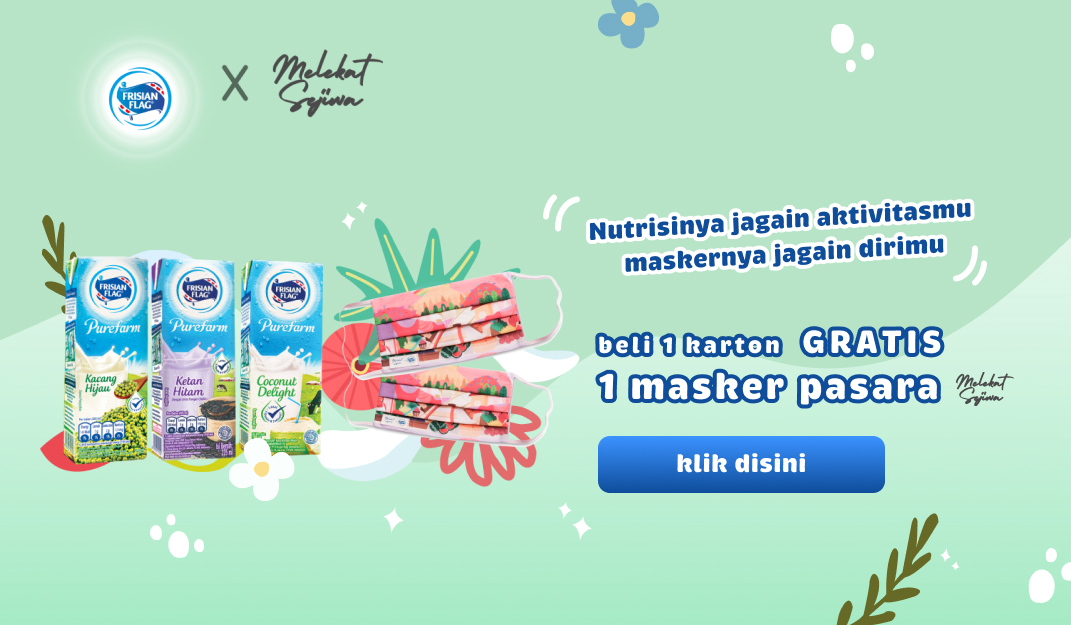 FRISIAN
FLAG
X
Melekat
Sejiwa
Nutrisinya jagain aktivitasmu
maskernya jagain dirimu
FRISIAN
FLAG
Purefarm
Kacang
Hijau
FRISIAN
FLAG
Purefarm
Ketan
Hitam
FRISIAN
FLAG
Purefarm
Coconut
Delight
beli 1 karton GRATIS
1 masker pasara
Melekat
Sejiwa
klik disini